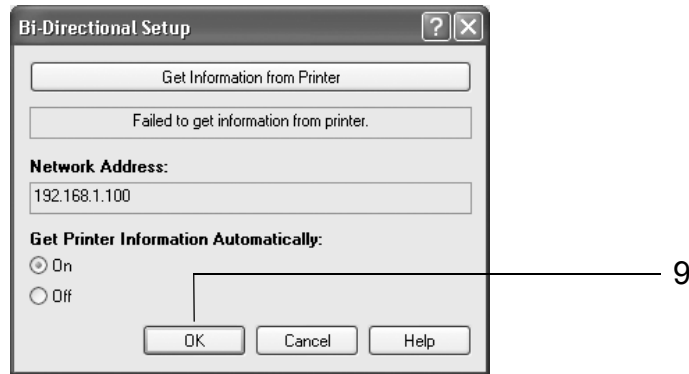 Bi-Directional Setup
Get Information from Printer
Failed to get information from printer.
Network Address:
192.168.1.100
Get Printer Information Automatically:
On
9
Off
OK Cancel Help